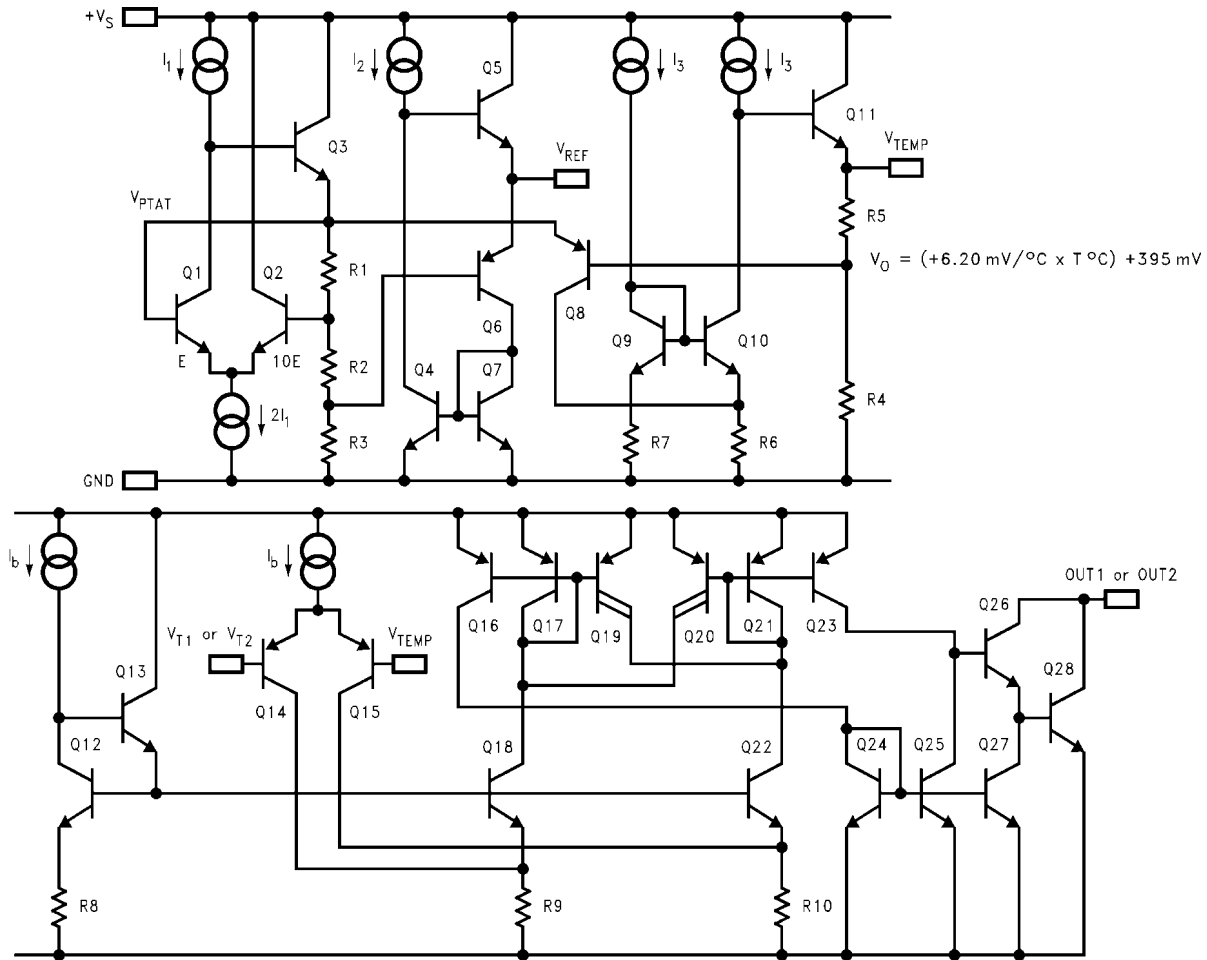 +VS
I1
I2
Q5
I3
I3
Q11
Q3
VREF
VTEMP
VPTAT
R5
Q1
Q2
R1
VO = (+6.20 mV/°C x T °C) +395 mV
Q6
Q8
Q9
Q10
E
10E
R2
Q4
Q7
R4
2I1
R3
R7
R6
GND
Ib
Ib
OUT1 or OUT2
Q26
VT1 or VT2
VTEMP
Q16
Q17
Q19
Q20
Q21
Q23
Q13
Q28
Q14
Q15
Q12
Q18
Q22
Q24
Q25
Q27
R8
R9
R10